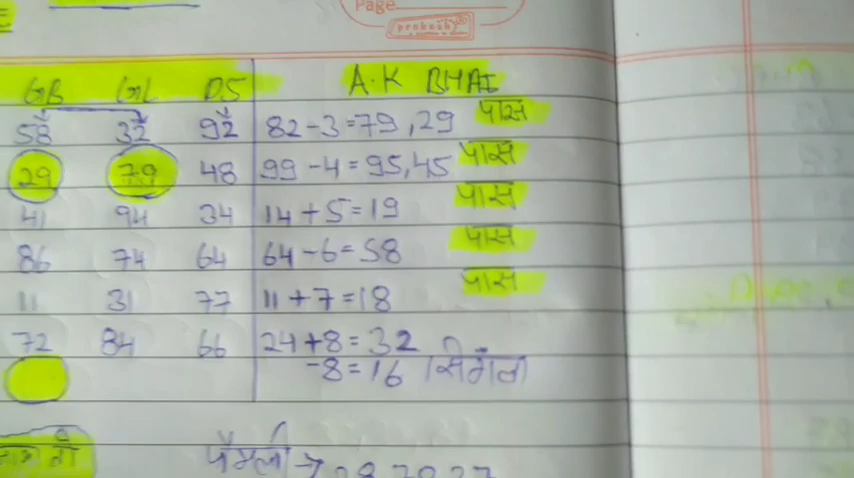 Page
prakash
GB GL DS A.K BHAI
58 32 92 82-3=79,29 पास
29 79 48 99-4=95,45 पास
41 94 34 14+5=19 पास
86 74 64 64-6=58 पास
11 31 77 11+7=18 पास
72 84 66 24+8=32
-8=16 सिंगल